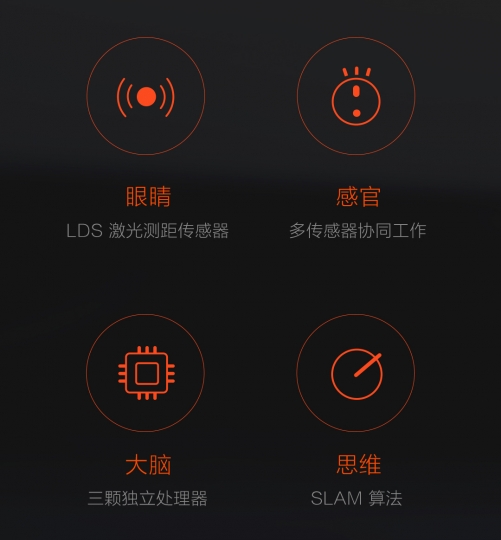 眼睛
LDS 激光测距传感器
感官
多传感器协同工作
大脑
三颗独立处理器
思维
SLAM 算法